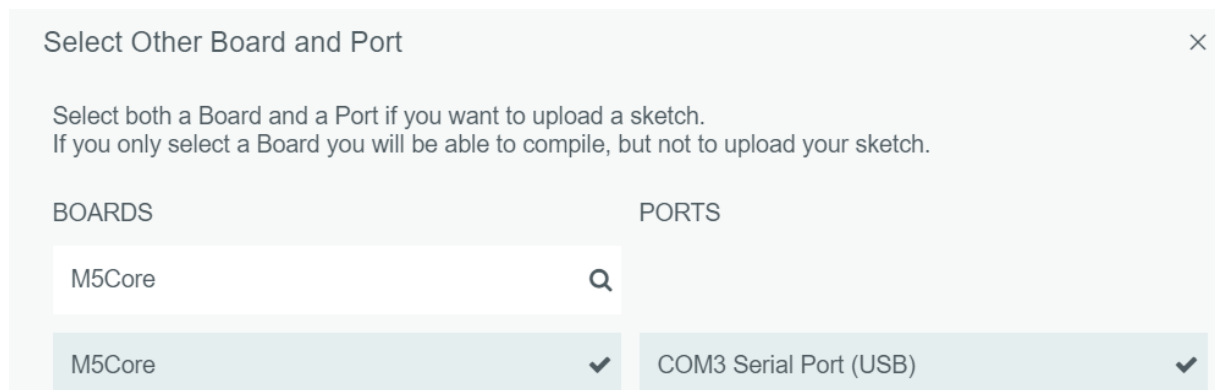 Select Other Board and Port
Select both a Board and a Port if you want to upload a sketch.
If you only select a Board you will be able to compile, but not to upload your sketch.
BOARDS
PORTS
M5Core
M5Core
COM3 Serial Port (USB)